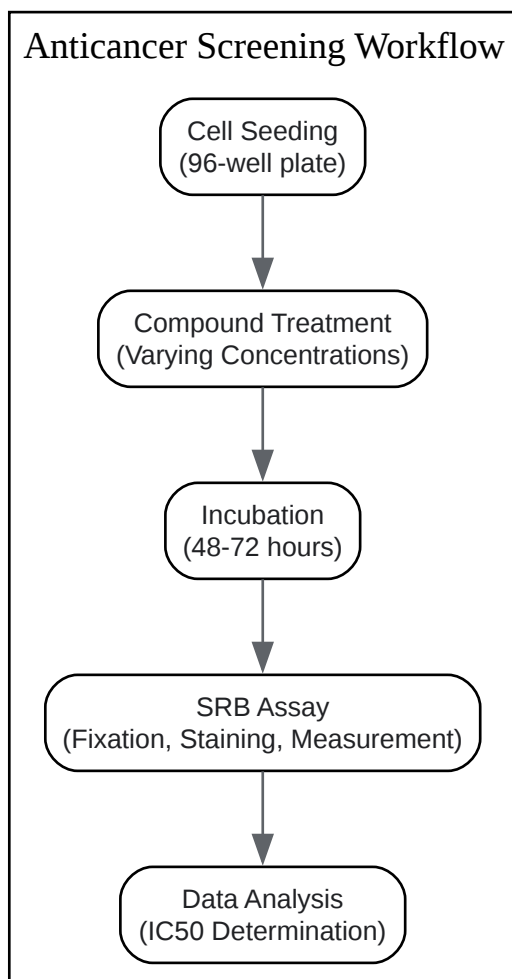 Anticancer Screening Workflow
Cell Seeding
(96-well plate)
Compound Treatment
(Varying Concentrations)
Incubation
(48-72 hours)
SRB Assay
(Fixation, Staining, Measurement)
Data Analysis
(IC50 Determination)